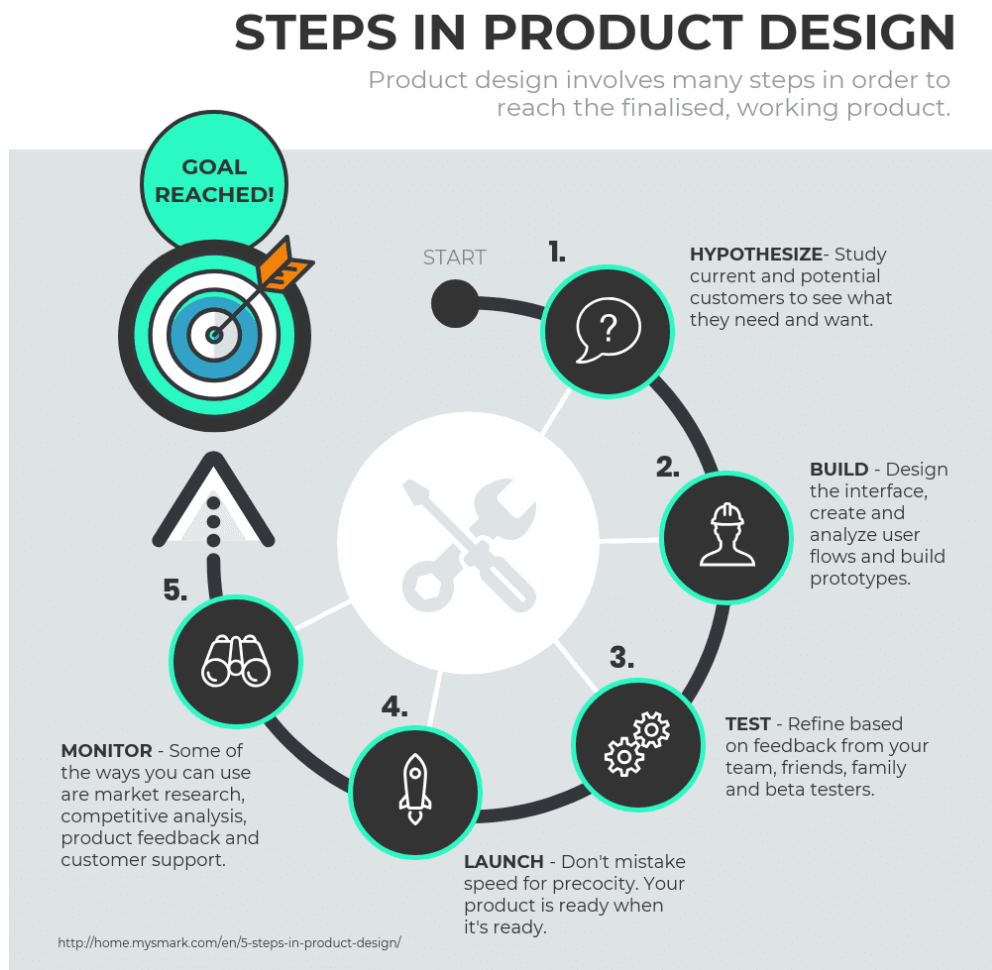 STEPS IN PRODUCT DESIGN
Product design involves many steps in order to
reach the finalised, working product.
GOAL
REACHED!
START
1.
?
HYPOTHESIZE- Study
current and potential
customers to see what
they need and want.
2.
BUILD - Design
the interface,
create and
analyze user
flows and build
prototypes.
3.
TEST - Refine based
on feedback from your
team, friends, family
and beta testers.
4.
LAUNCH - Don't mistake
speed for precocity. Your
product is ready when
it's ready.
5.
MONITOR - Some of
the ways you can use
are market research,
competitive analysis,
product feedback and
customer support.
http://home.mysmark.com/en/5-steps-in-product-design/